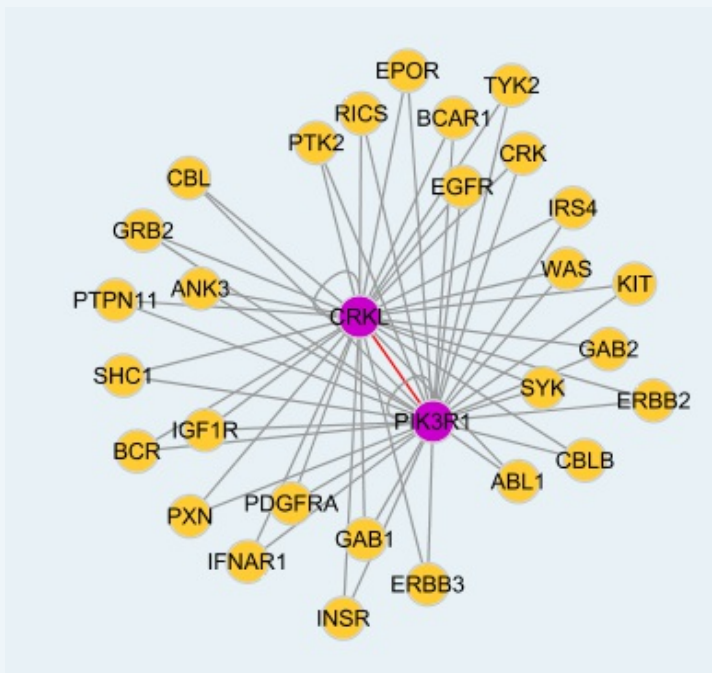 EPOR
TYK2
RICS
BCAR1
PTK2
CRK
CBL
EGFR
IRS4
GRB2
WAS
ANK3
KIT
PTPN11
CRKL
GAB2
SHC1
SYK
ERBB2
PIK3R1
IGF1R
BCR
CBLB
ABL1
PDGFRA
PXN
GAB1
IFNAR1
ERBB3
INSR